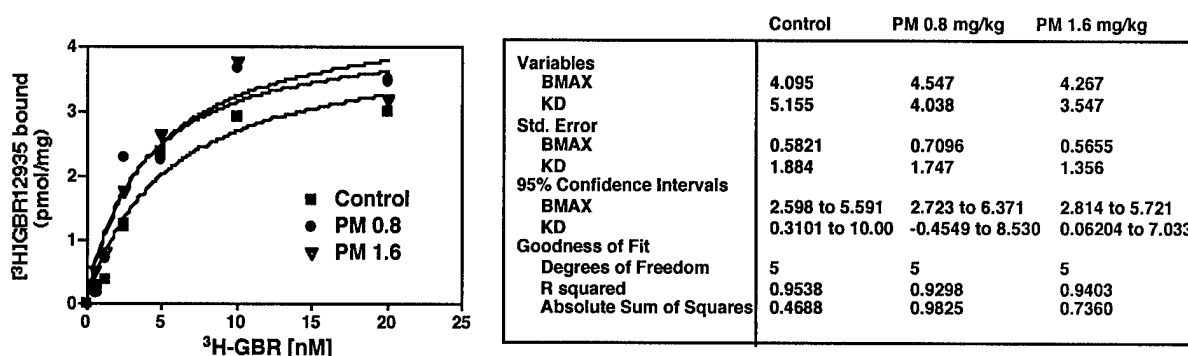 [³H]GBR12935 bound
(pmol/mg)
4
3
2
1
0
0 5 10 15 20 25
³H-GBR [nM]
Control
PM 0.8
PM 1.6
Control PM 0.8 mg/kg PM 1.6 mg/kg
Variables
BMAX 4.095 4.547 4.267
KD 5.155 4.038 3.547
Std. Error
BMAX 0.5821 0.7096 0.5655
KD 1.884 1.747 1.356
95% Confidence Intervals
BMAX 2.598 to 5.591 2.723 to 6.371 2.814 to 5.721
KD 0.3101 to 10.00 -0.4549 to 8.530 0.06204 to 7.033
Goodness of Fit
Degrees of Freedom 5 5 5
R squared 0.9538 0.9298 0.9403
Absolute Sum of Squares 0.4688 0.9825 0.7360